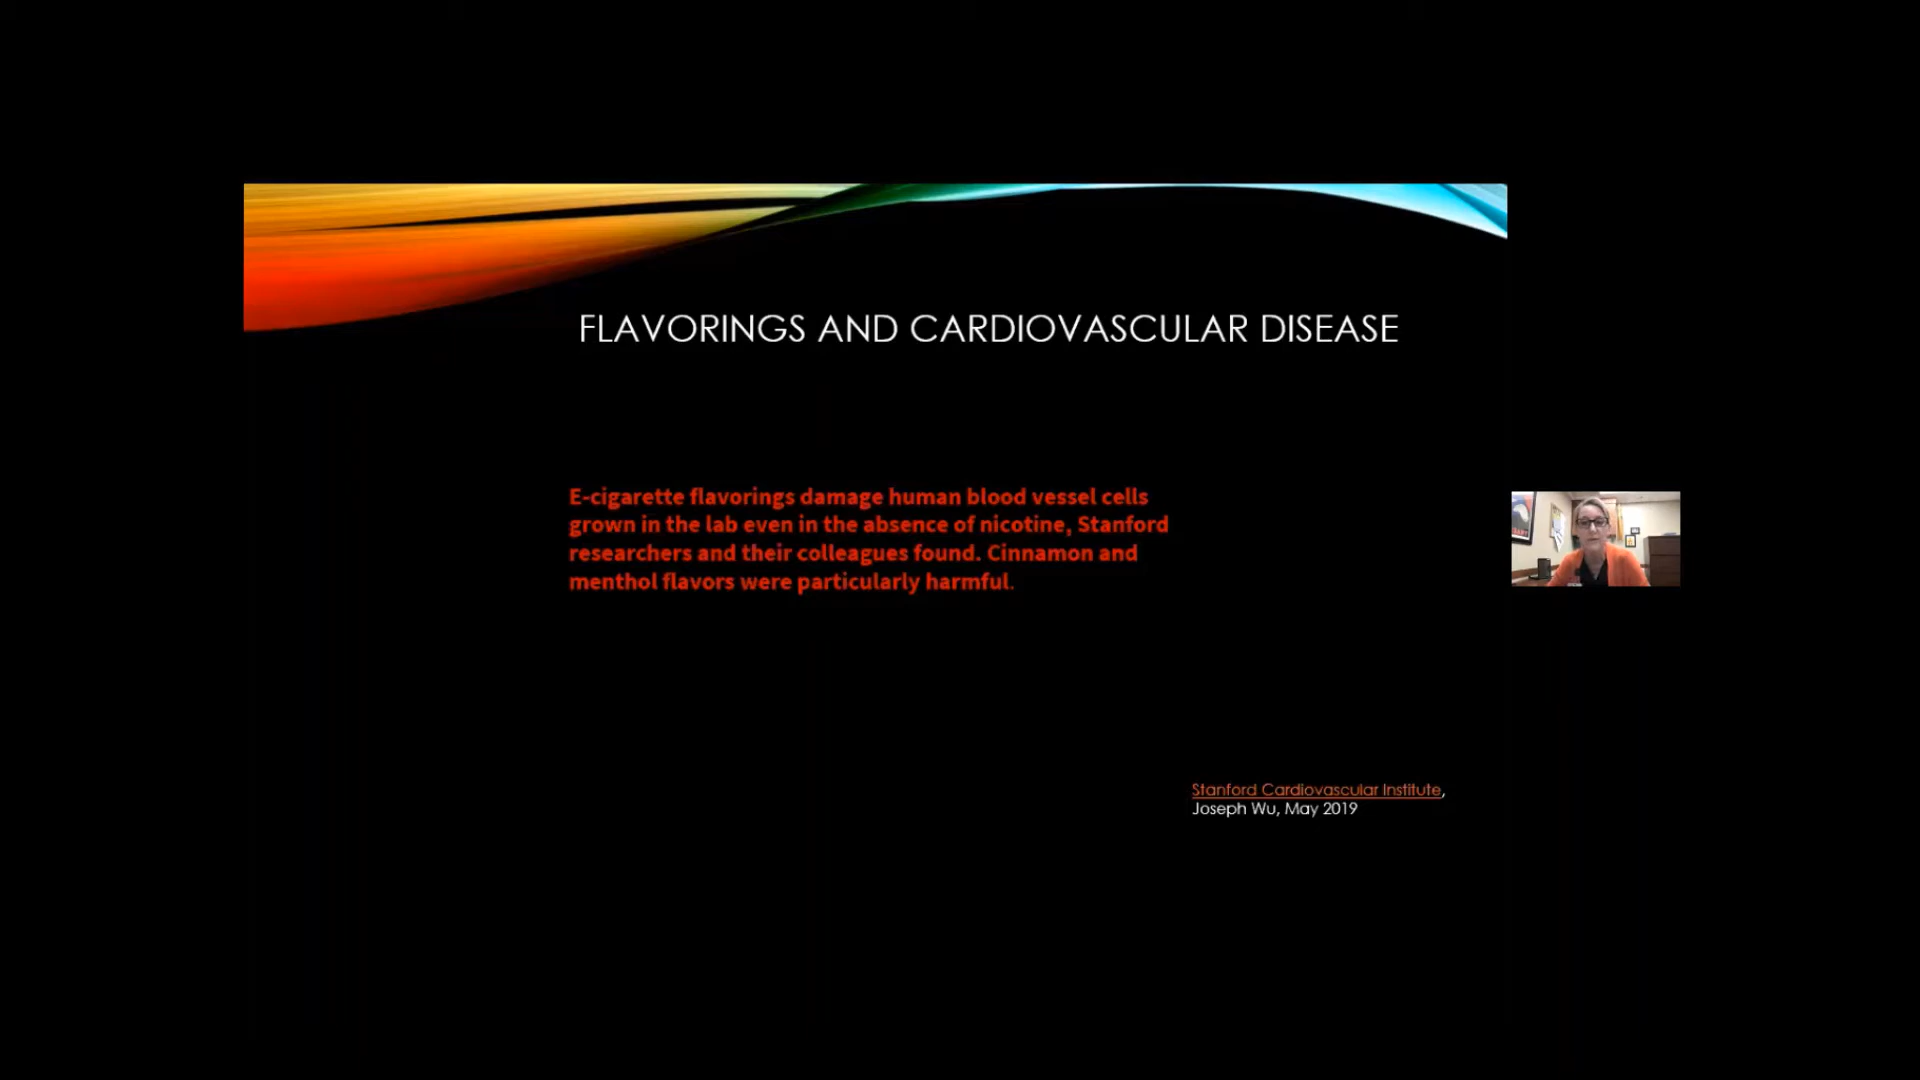 FLAVORINGS AND CARDIOVASCULAR DISEASE
E-cigarette flavorings damage human blood vessel cells
grown in the lab even in the absence of nicotine, Stanford
researchers and their colleagues found. Cinnamon and
menthol flavors were particularly harmful.
Stanford Cardiovascular Institute,
Joseph Wu, May 2019